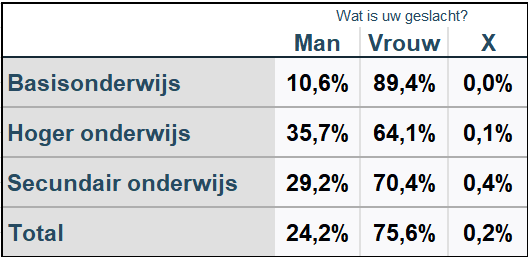 Wat is uw geslacht?
Man Vrouw X
Basisonderwijs 10,6% 89,4% 0,0%
Hoger onderwijs 35,7% 64,1% 0,1%
Secundair onderwijs 29,2% 70,4% 0,4%
Total 24,2% 75,6% 0,2%